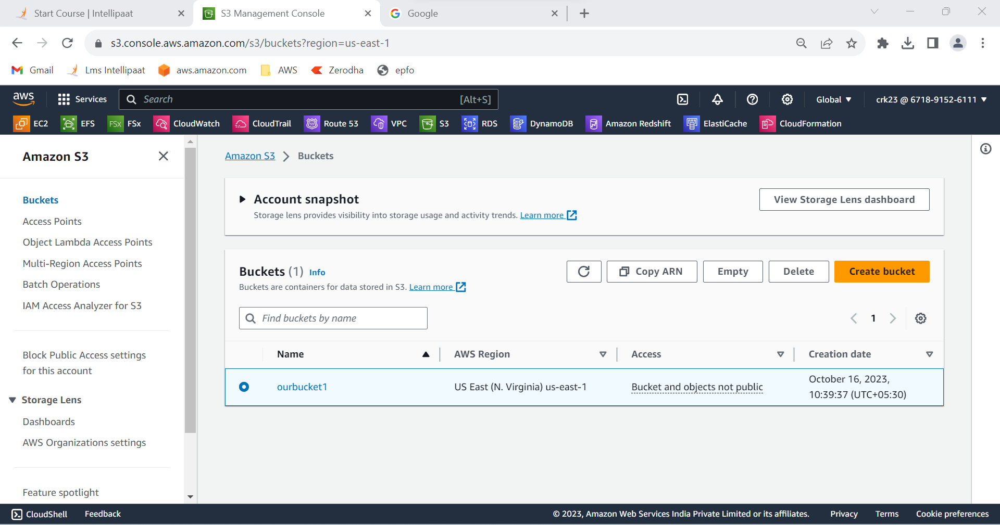 Start Course | Intellipaat
S3 Management Console
Google
s3.console.aws.amazon.com/s3/buckets?region=us-east-1
Gmail
Lms Intellipaat
aws.amazon.com
AWS
Zerodha
epfo
aws
Services
Search
[Alt+S]
Global
crk23 @ 6718-9152-6111
EC2
EFS
FSx
FSx
CloudWatch
CloudTrail
53
Route 53
VPC
S3
RDS
DynamoDB
Amazon Redshift
ElastiCache
CloudFormation
Amazon S3
Buckets
Access Points
Object Lambda Access Points
Multi-Region Access Points
Batch Operations
IAM Access Analyzer for S3
Block Public Access settings
for this account
Storage Lens
Dashboards
AWS Organizations settings
Feature spotlight
Amazon S3
Buckets
Account snapshot
Storage lens provides visibility into storage usage and activity trends. Learn more
View Storage Lens dashboard
Buckets (1) Info
Buckets are containers for data stored in S3. Learn more
Copy ARN
Empty
Delete
Create bucket
Find buckets by name
1
Name
AWS Region
Access
Creation date
ourbucket1
US East (N. Virginia) us-east-1
Bucket and objects not public
October 16, 2023,
10:39:37 (UTC+05:30)
CloudShell
Feedback
© 2023, Amazon Web Services India Private Limited or its affiliates.
Privacy
Terms
Cookie preferences